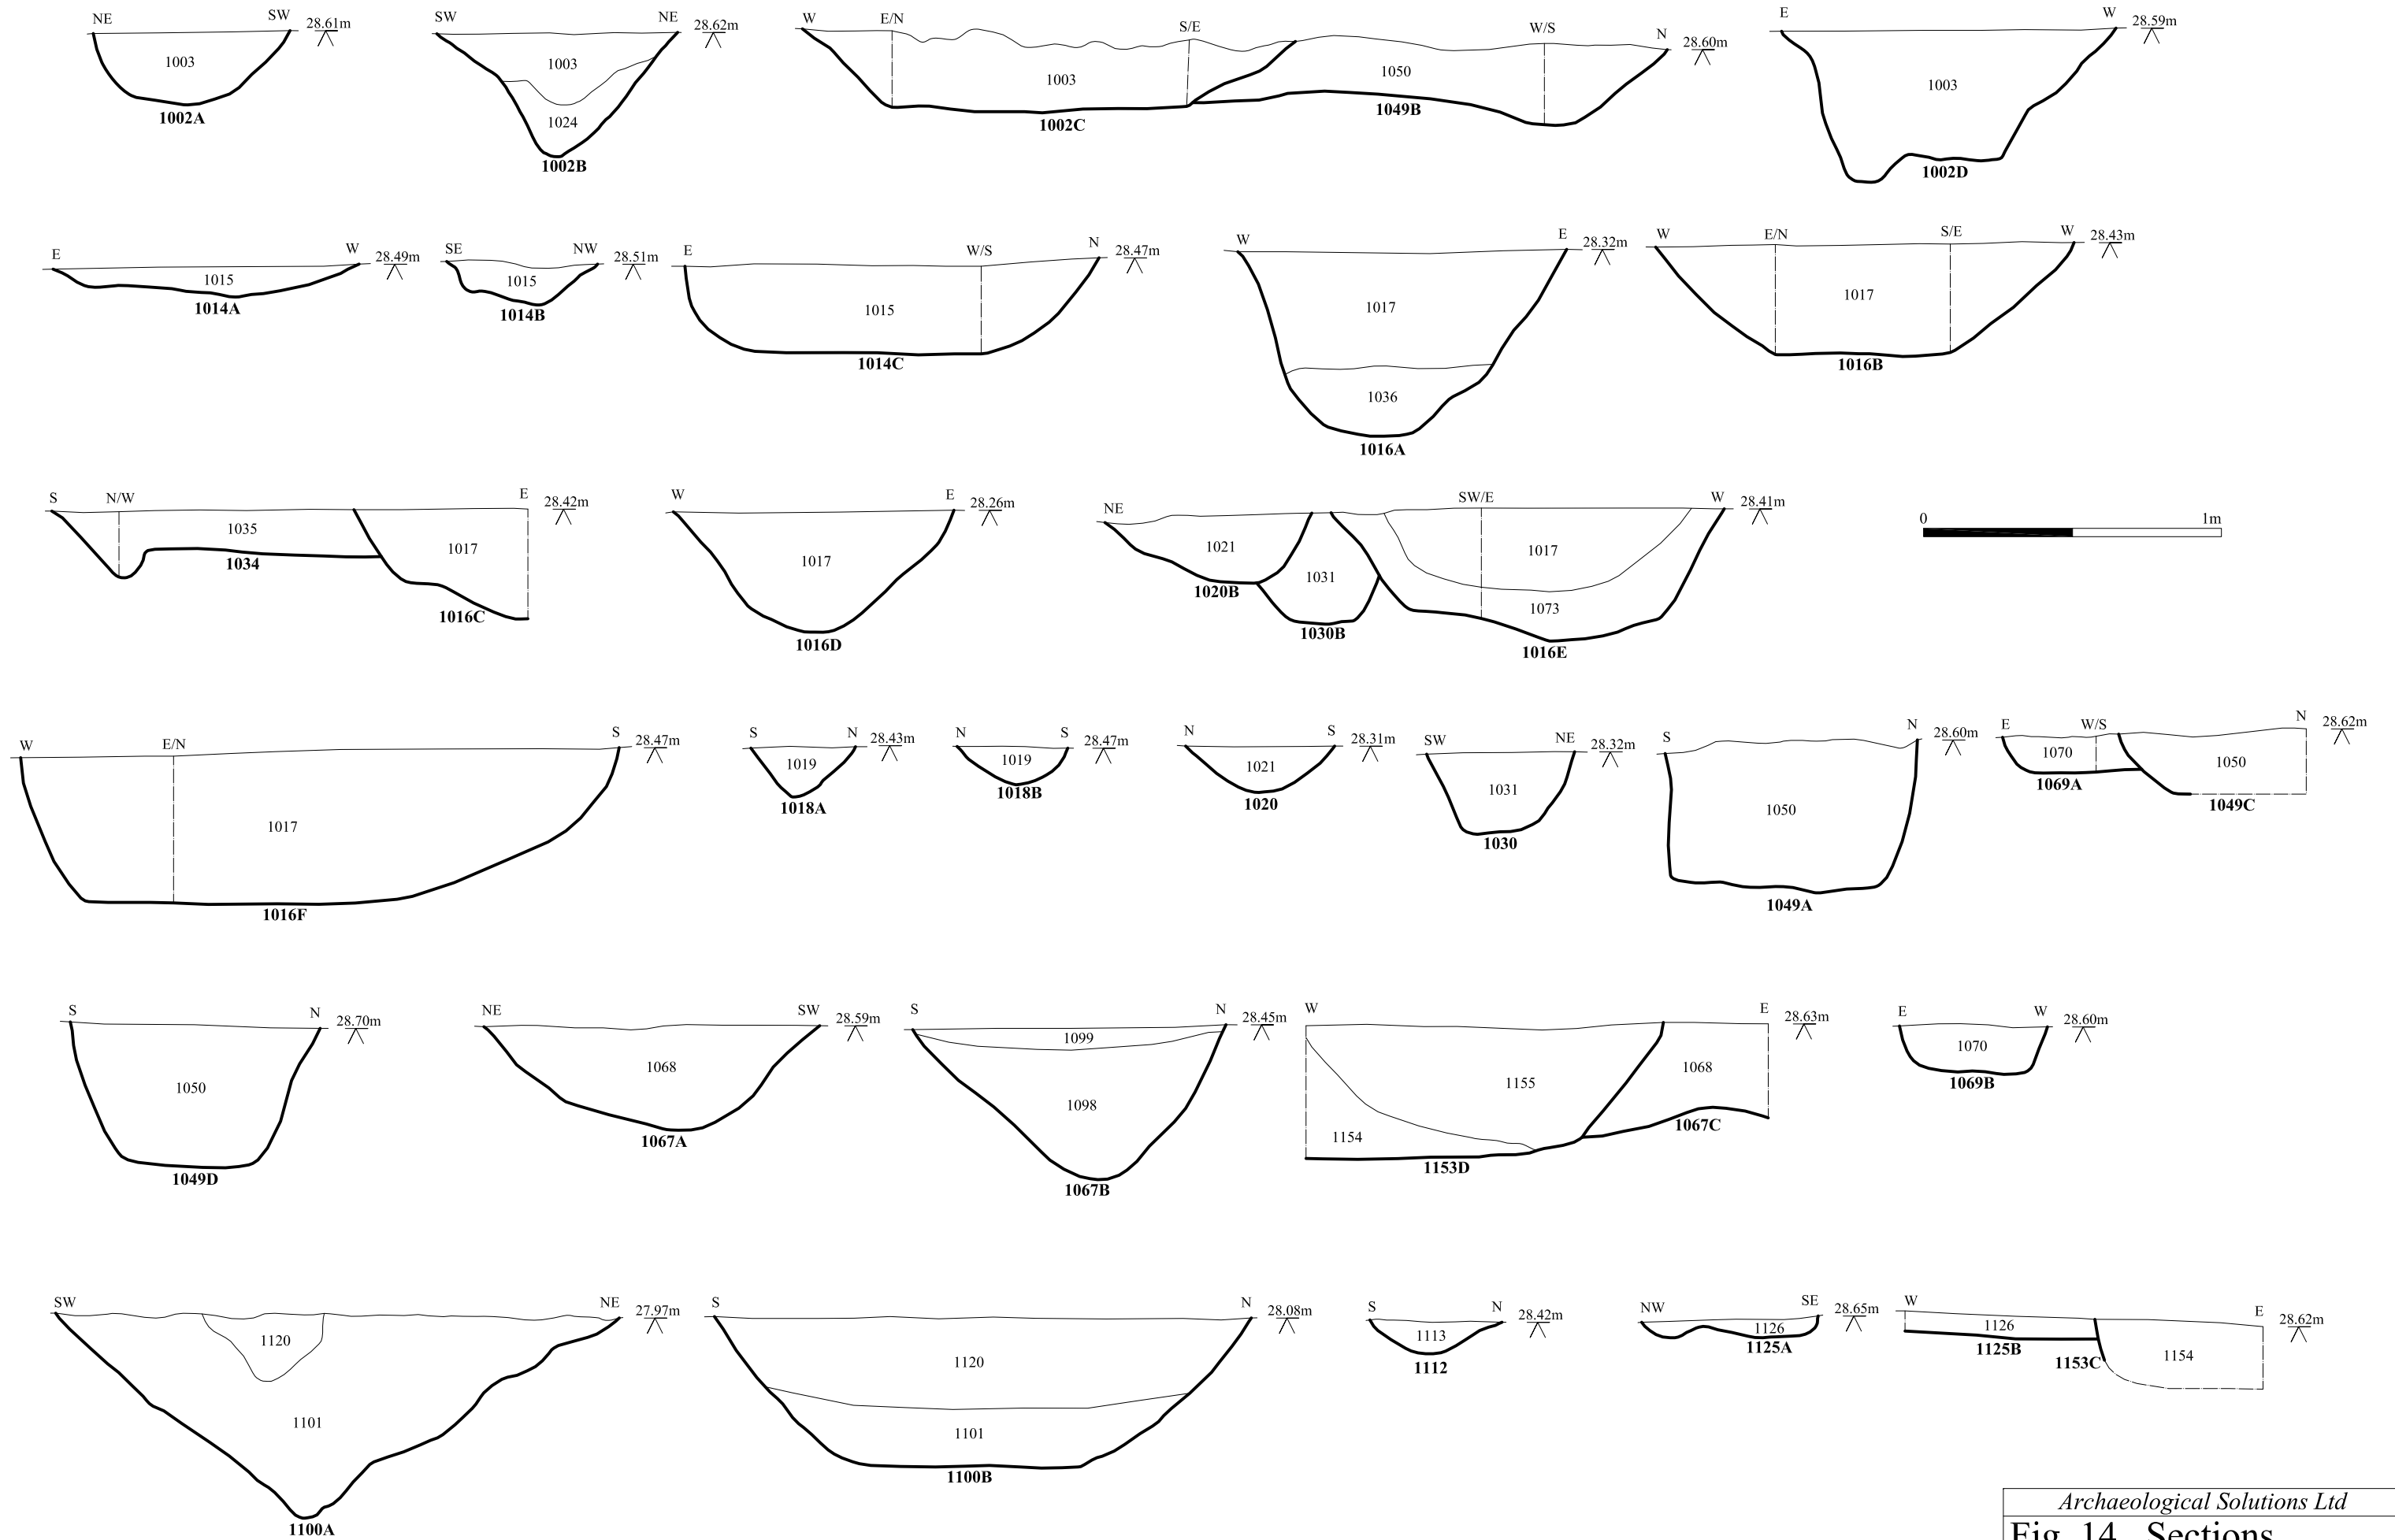 NE SW 28.61m
1003
1002A
SW NE 28.62m
1003
1024
1002B
W E/N S/E W/S N 28.60m
1003 1050
1002C 1049B
E W 28.59m
1003
1002D
E W 28.49m
1015
1014A
SE NW 28.51m
1015
1014B
E W/S N 28.47m
1015
1014C
W E 28.32m
1017
1036
1016A
W E/N S/E W 28.43m
1017
1016B
S N/W E 28.42m
1035 1017
1034
1016C
W E 28.26m
1017
1016D
NE SW/E W 28.41m
1021 1031 1017
1073
1020B
1030B
1016E
0 1m
W E/N S 28.47m
1017
1016F
S N 28.43m
1019
1018A
N S 28.47m
1019
1018B
N S 28.31m
1021
1020
SW NE 28.32m
1031
1030
S N 28.60m
1050
1049A
E W/S N 28.62m
1070 1050
1069A
1049C
S N 28.70m
1050
1049D
NE SW 28.59m
1068
1067A
S N 28.45m
1099
1098
1067B
W E 28.63m
1155 1068
1154
1067C
1153D
E W 28.60m
1070
1069B
SW NE 27.97m
1120
1101
1100A
S N 28.08m
1120
1101
1100B
S N 28.42m
1113
1112
NW SE 28.65m
1126
1125A
W E 28.62m
1126
1154
1125B
1153C
Archaeological Solutions Ltd
Fig. 14 Sections